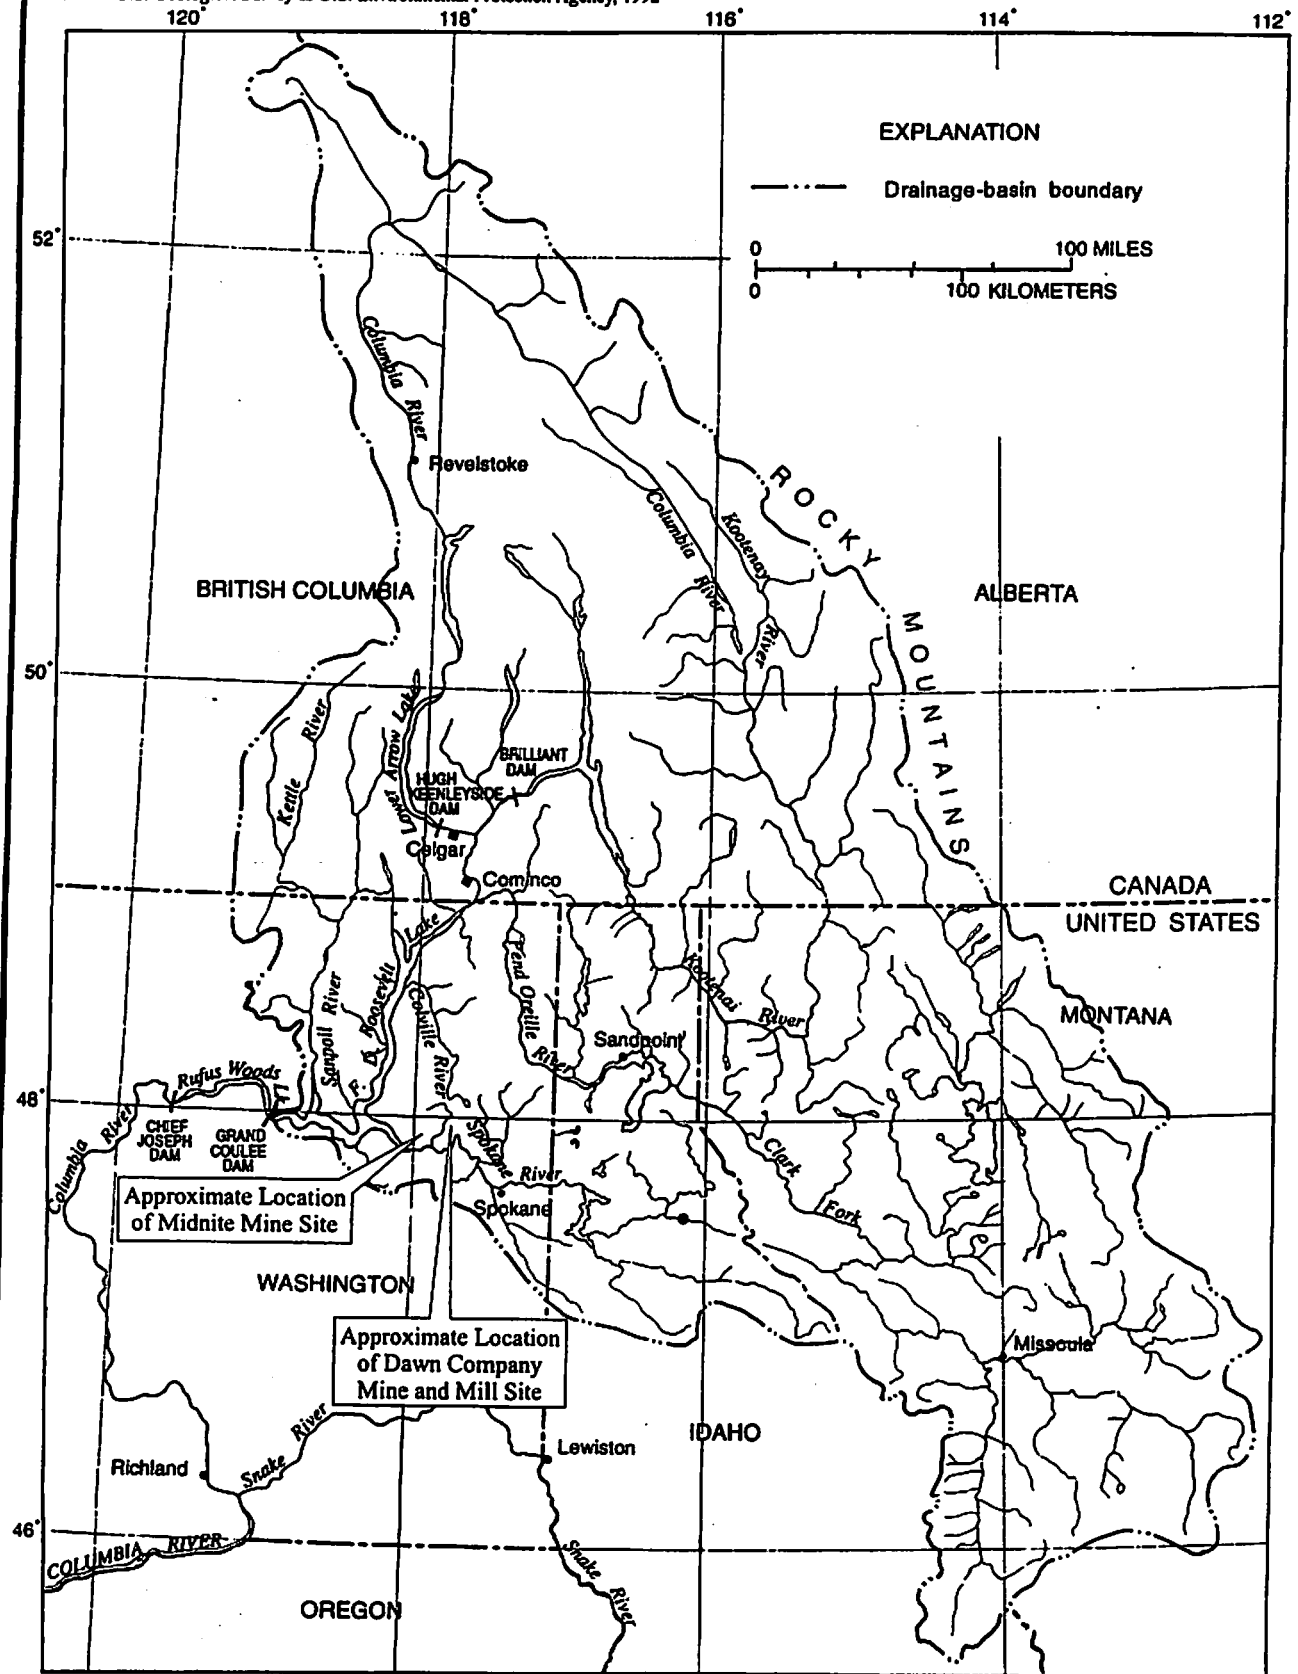 120°
118°
116°
114°
112°
EXPLANATION
Drainage-basin boundary
0
100 MILES
0
100 KILOMETERS
52°
Columbia
River
Revelstoke
ROCKY
MOUNTAINS
Columbia
River
Kootenay
River
BRITISH COLUMBIA
ALBERTA
50°
Kettle
River
Lower Arrow Lake
HUGH
KEENLEYSIDE
DAM
BRILLIANT
DAM
Celgar
Cominco
CANADA
UNITED STATES
Lake
F. D. Roosevelt
Sanpoil River
Colville
River
Pend Oreille
River
Kootenai
River
Sandpoint
MONTANA
Rufus Woods
Lk.
48°
Columbia
River
CHIEF
JOSEPH
DAM
GRAND
COULEE
DAM
Spokane
River
Spokane
Clark
Fork
Approximate Location
of Midnite Mine Site
WASHINGTON
Approximate Location
of Dawn Company
Mine and Mill Site
Missoula
IDAHO
Snake
River
Lewiston
Richland
46°
COLUMBIA
RIVER
Snake
River
OREGON